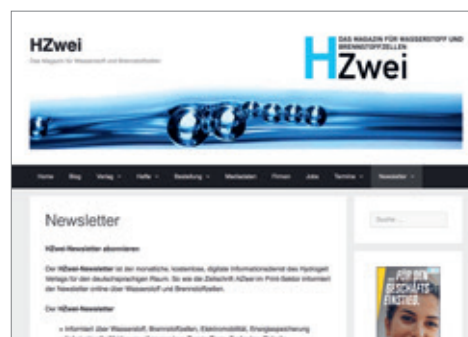 HZwei
Das Magazin für Wasserstoff und Brennstoffzellen
DAS MAGAZIN FÜR WASSERSTOFF UND
BRENNSTOFFZELLEN
HZwei
Home Blog Verlag Hefte Bestellung Mediadaten Firmen Jobs Termine Newsletter
Newsletter
Suche ...
HZwei-Newsletter abonnieren
Der HZwei-Newsletter ist der monatliche, kostenlose, digitale Informationsdienst des Hydrogeit
Verlags für den deutschsprachigen Raum. So wie die Zeitschrift HZwei im Print-Sektor informiert
der Newsletter online über Wasserstoff und Brennstoffzellen.
Der HZwei-Newsletter
» informiert über Wasserstoff, Brennstoffzellen, Elektromobilität, Energiespeicherung
... FÜR DEN
GESCHÄFTS
EINSTIEG.